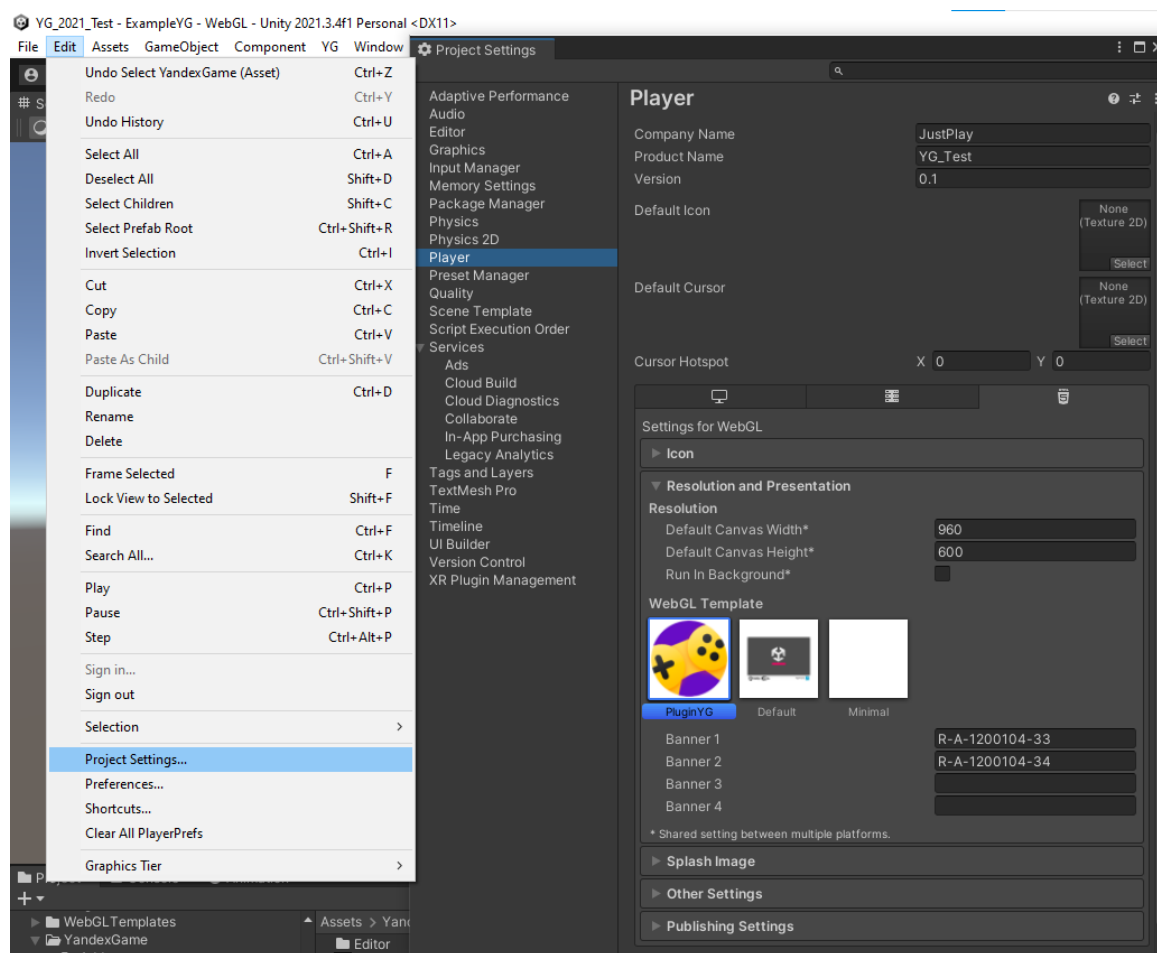 YG_2021_Test - ExampleYG - WebGL - Unity 2021.3.4f1 Personal <DX11>
File Edit Assets GameObject Component YG Window
Undo Select YandexGame (Asset) Ctrl+Z
Redo Ctrl+Y
Undo History Ctrl+U
Select All Ctrl+A
Deselect All Shift+D
Select Children Shift+C
Select Prefab Root Ctrl+Shift+R
Invert Selection Ctrl+I
Cut Ctrl+X
Copy Ctrl+C
Paste Ctrl+V
Paste As Child Ctrl+Shift+V
Duplicate Ctrl+D
Rename
Delete
Frame Selected F
Lock View to Selected Shift+F
Find Ctrl+F
Search All... Ctrl+K
Play Ctrl+P
Pause Ctrl+Shift+P
Step Ctrl+Alt+P
Sign in...
Sign out
Selection
Project Settings...
Preferences...
Shortcuts...
Clear All PlayerPrefs
Graphics Tier
WebGLTemplates
YandexGame
Assets > Yan
Editor
Project Settings
Adaptive Performance
Audio
Editor
Graphics
Input Manager
Memory Settings
Package Manager
Physics
Physics 2D
Player
Preset Manager
Quality
Scene Template
Script Execution Order
Services
Ads
Cloud Build
Cloud Diagnostics
Collaborate
In-App Purchasing
Legacy Analytics
Tags and Layers
TextMesh Pro
Time
Timeline
UI Builder
Version Control
XR Plugin Management
Player
Company Name JustPlay
Product Name YG_Test
Version 0.1
Default Icon
None
(Texture 2D)
Select
Default Cursor
None
(Texture 2D)
Select
Cursor Hotspot X 0 Y 0
Settings for WebGL
Icon
Resolution and Presentation
Resolution
Default Canvas Width* 960
Default Canvas Height* 600
Run In Background*
WebGL Template
PluginYG Default Minimal
Banner 1 R-A-1200104-33
Banner 2 R-A-1200104-34
Banner 3
Banner 4
* Shared setting between multiple platforms.
Splash Image
Other Settings
Publishing Settings